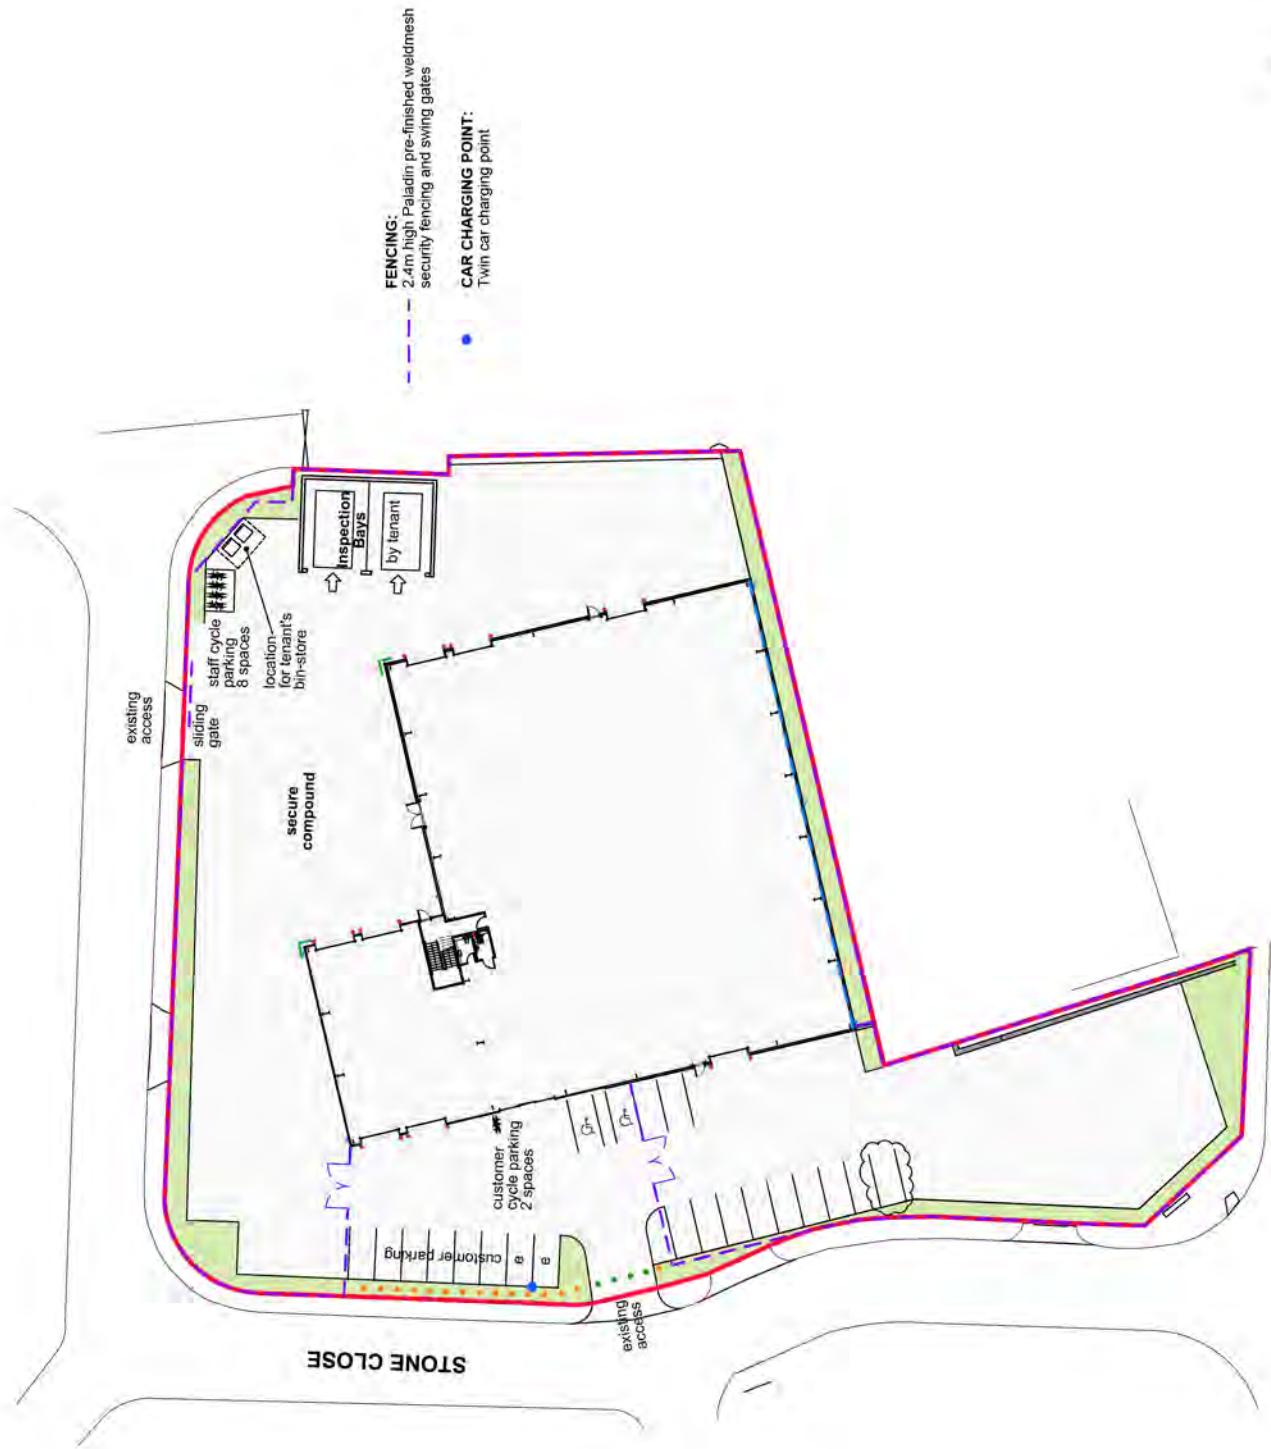 FENCING:
2.4m high Paladin pre-finished weldmesh
security fencing and swing gates
CAR CHARGING POINT:
Twin car charging point
existing
access
sliding
gate
staff cycle
parking
8 spaces
location
for tenant's
bin-store
Inspection
Bays
by tenant
secure
compound
customer
cycle parking
2 spaces
customer parking
e
e
existing
access
STONE CLOSE